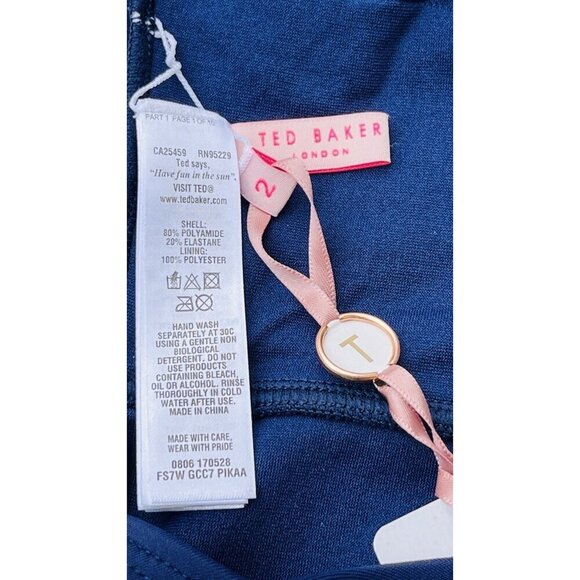 PART 1 PAGE 1 OF
CA25459 RN95229
Ted says,
"Have fun in the sun".
VISIT TED@
www.tedbaker.com
SHELL:
80% POLYAMIDE
20% ELASTANE
LINING:
100% POLYESTER
HAND WASH
SEPARATELY AT 30C
USING A GENTLE NON
BIOLOGICAL
DETERGENT. DO NOT
USE PRODUCTS
CONTAINING BLEACH,
OIL OR ALCOHOL. RINSE
THOROUGHLY IN COLD
WATER AFTER USE.
MADE IN CHINA
MADE WITH CARE,
WEAR WITH PRIDE
0806 170528
FS7W GCC7 PIKAA
TED BAKER
LONDON
2
T